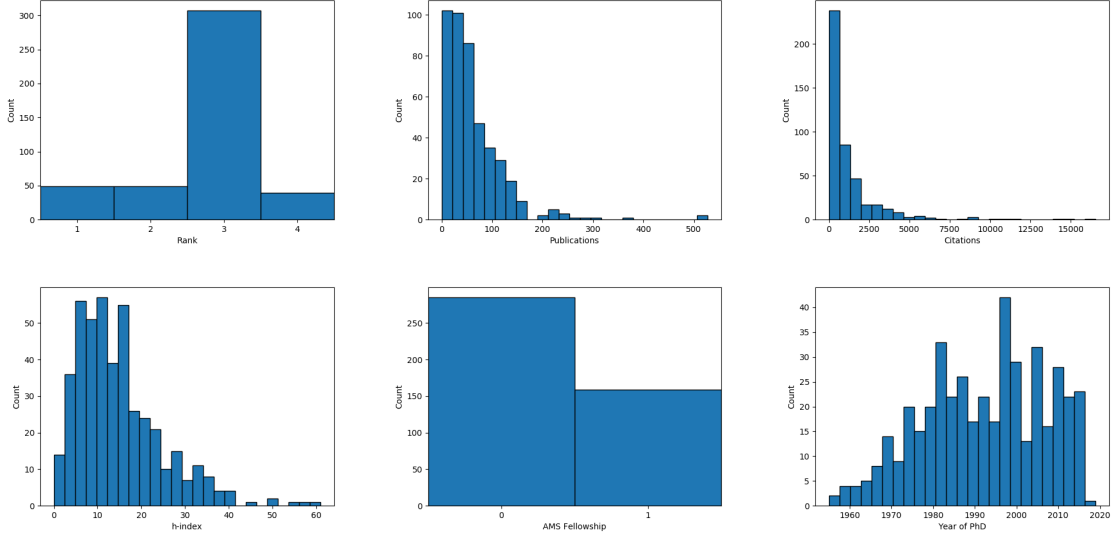 300
250
200
150
100
50
0
Count
1 2 3 4
Rank
100
80
60
40
20
0
Count
0 100 200 300 400 500
Publications
200
150
100
50
0
Count
0 2500 5000 7500 10000 12500 15000
Citations
50
40
30
20
10
0
Count
0 10 20 30 40 50 60
h-index
250
200
150
100
50
0
Count
0 1
AMS Fellowship
40
35
30
25
20
15
10
5
0
Count
1960 1970 1980 1990 2000 2010 2020
Year of PhD